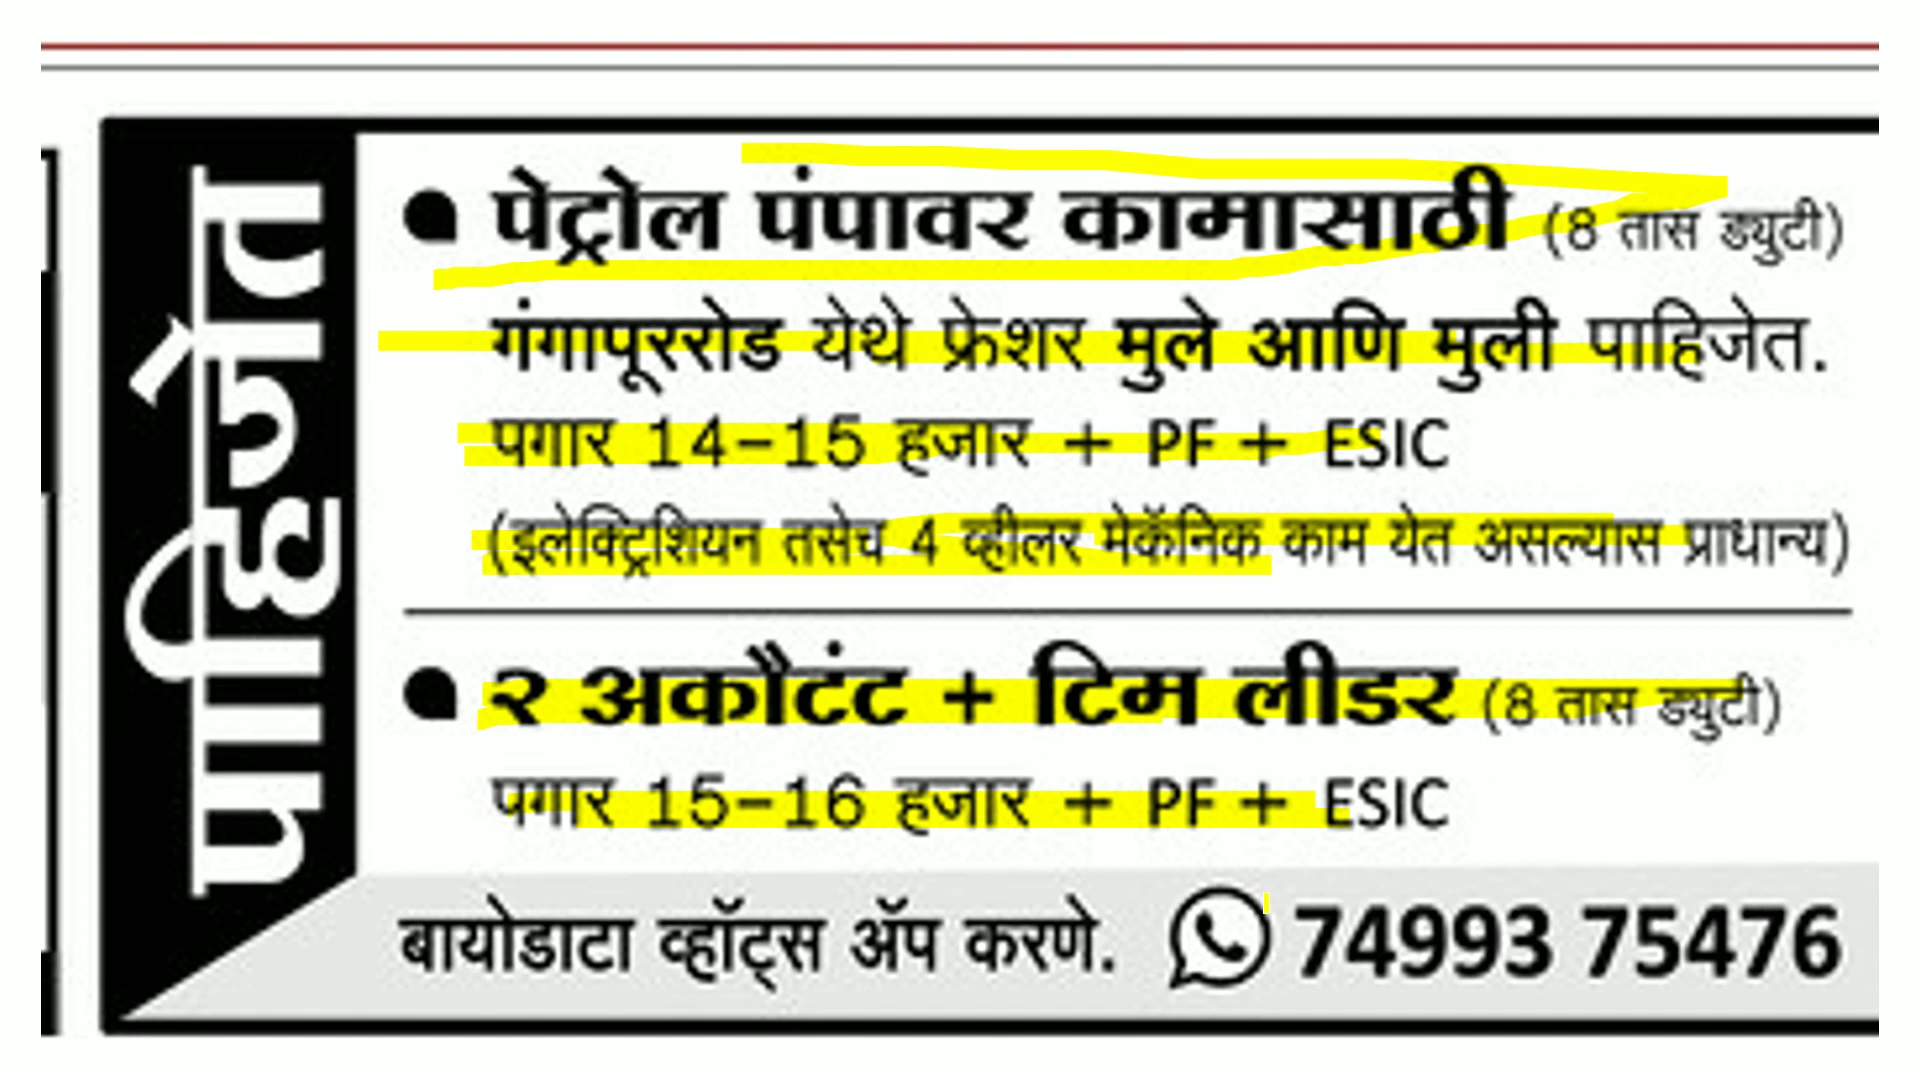 पाहिजेत
पेट्रोल पंपावर कामासाठी (8 तास ड्युटी)
गंगापूररोड येथे फ्रेशर मुले आणि मुली पाहिजेत.
पगार 14-15 हजार + PF + ESIC
(इलेक्ट्रिशियन तसेच 4 व्हीलर मेकॅनिक काम येत असल्यास प्राधान्य)
२ अकौटंट + टिम लीडर (8 तास ड्युटी)
पगार 15-16 हजार + PF + ESIC
बायोडाटा व्हॉट्स ॲप करणे. 74993 75476